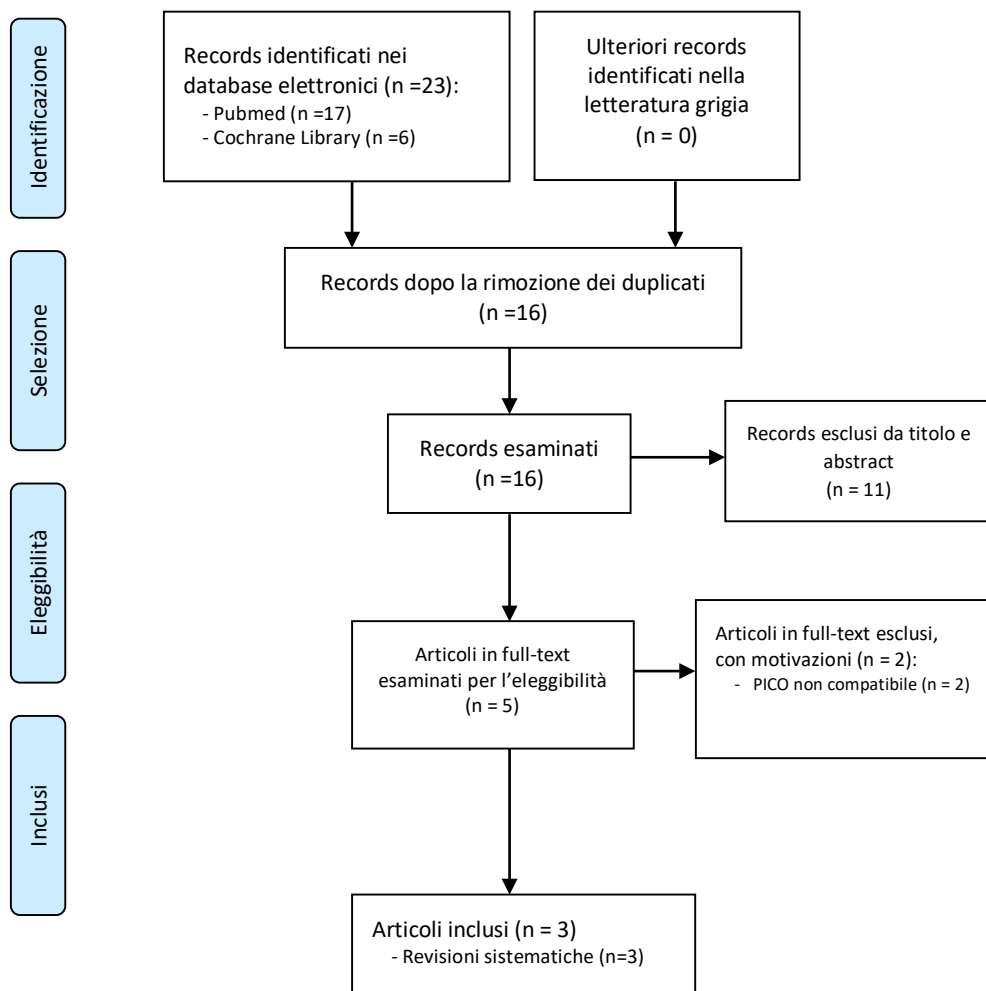 Identificazione
Records identificati nei
database elettronici (n =23):
- Pubmed (n =17)
- Cochrane Library (n =6)
Ulteriori records
identificati nella
letteratura grigia
(n = 0)
Selezione
Records dopo la rimozione dei duplicati
(n =16)
Records esaminati
(n =16)
Records esclusi da titolo e
abstract
(n = 11)
Eleggibilità
Articoli in full-text
esaminati per l'eleggibilità
(n = 5)
Articoli in full-text esclusi,
con motivazioni (n = 2):
- PICO non compatibile (n = 2)
Inclusi
Articoli inclusi (n = 3)
- Revisioni sistematiche (n=3)